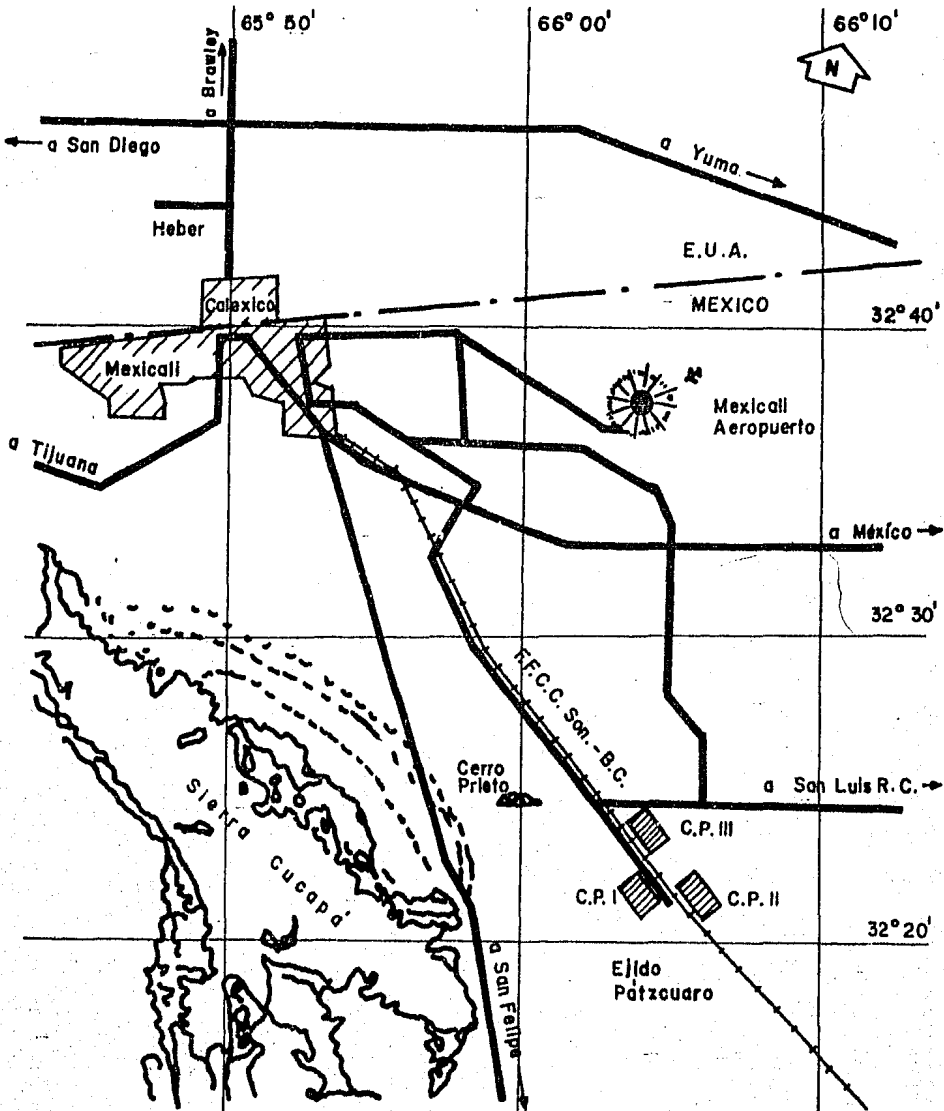 65° 50'
66° 00'
66° 10'
N
a Brawley
a San Diego
a Yuma
Heber
E.U.A.
MEXICO
Calexico
32° 40'
Mexicali
Mexicali
Aeropuerto
a Tijuana
a México
32° 30'
F.F.C.C. Son.-B.C.
Cerro
Prieto
a San Luis R.C.
Sierra Cucapá
C.P. III
C.P. I
C.P. II
32° 20'
a San Felipe
Ejido
Pátzcuaro